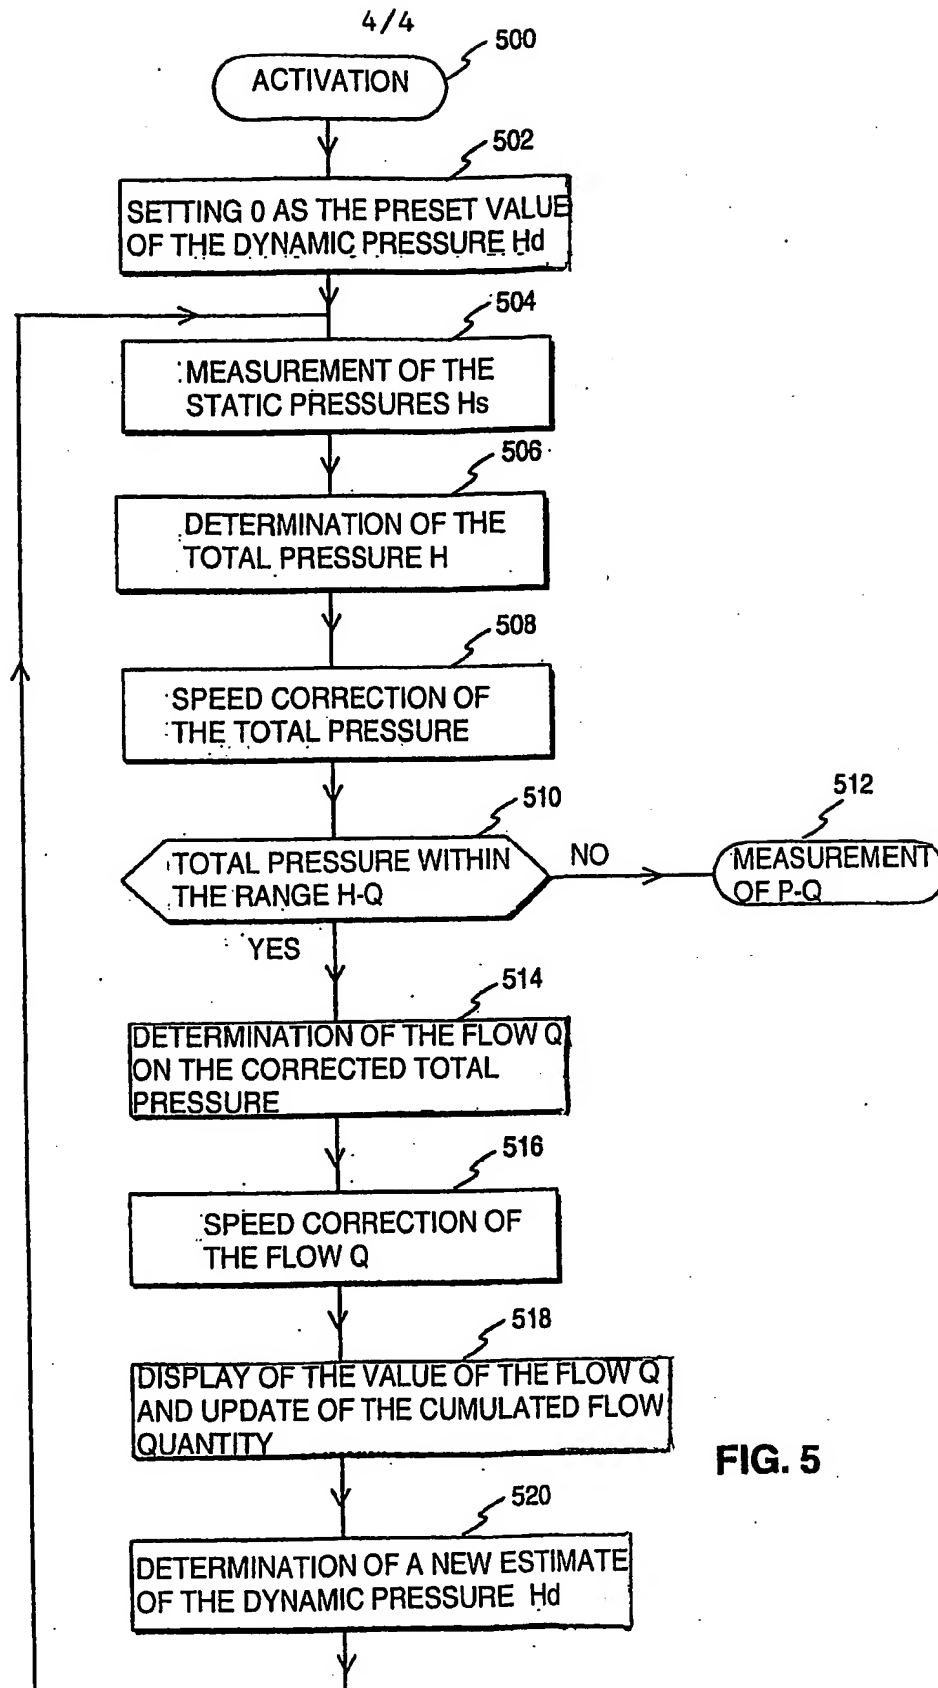 4/4
500
ACTIVATION
502
SETTING 0 AS THE PRESET VALUE
OF THE DYNAMIC PRESSURE Hd
504
MEASUREMENT OF THE
STATIC PRESSURES Hs
506
DETERMINATION OF THE
TOTAL PRESSURE H
508
SPEED CORRECTION OF
THE TOTAL PRESSURE
510
TOTAL PRESSURE WITHIN
THE RANGE H-Q
NO
512
MEASUREMENT
OF P-Q
YES
514
DETERMINATION OF THE FLOW Q
ON THE CORRECTED TOTAL
PRESSURE
516
SPEED CORRECTION OF
THE FLOW Q
518
DISPLAY OF THE VALUE OF THE FLOW Q
AND UPDATE OF THE CUMULATED FLOW
QUANTITY
FIG. 5
520
DETERMINATION OF A NEW ESTIMATE
OF THE DYNAMIC PRESSURE Hd